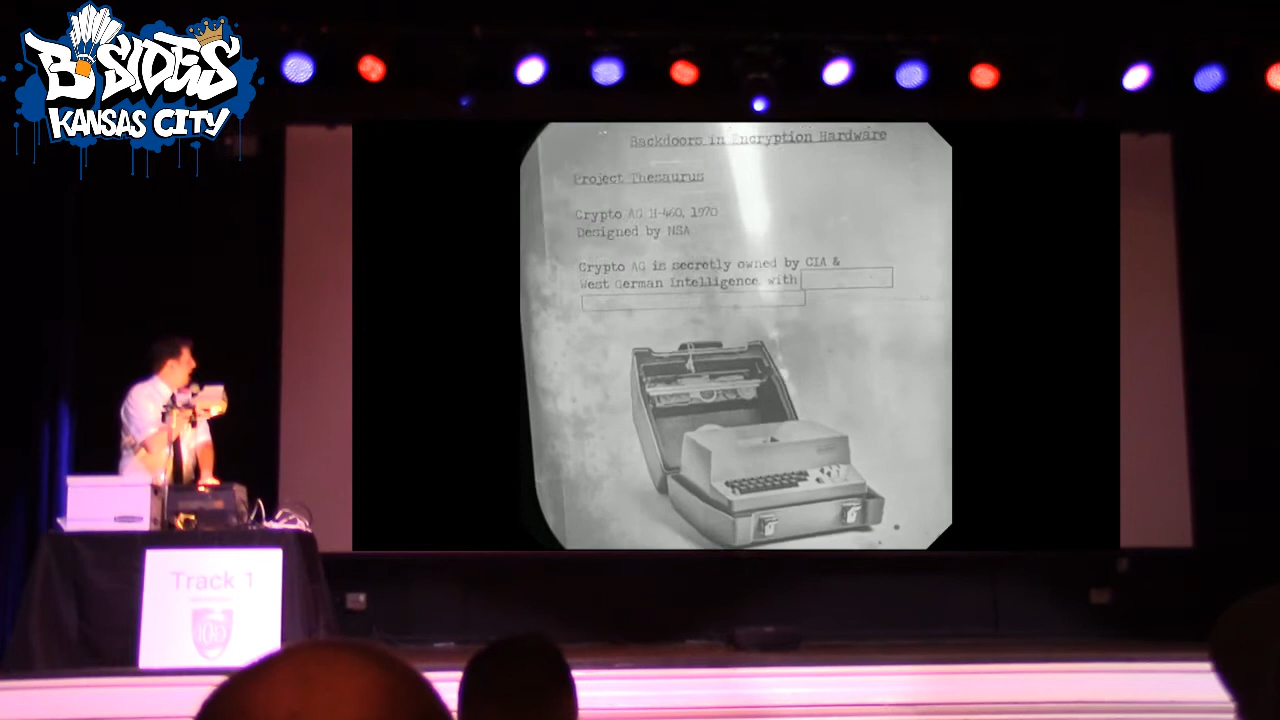 B·SIDES
KANSAS CITY
Backdoors in Encryption Hardware
Project Thesaurus
Crypto AG H-460, 1970
Designed by NSA
Crypto AG is secretly owned by CIA &
West German Intelligence with
Track 1